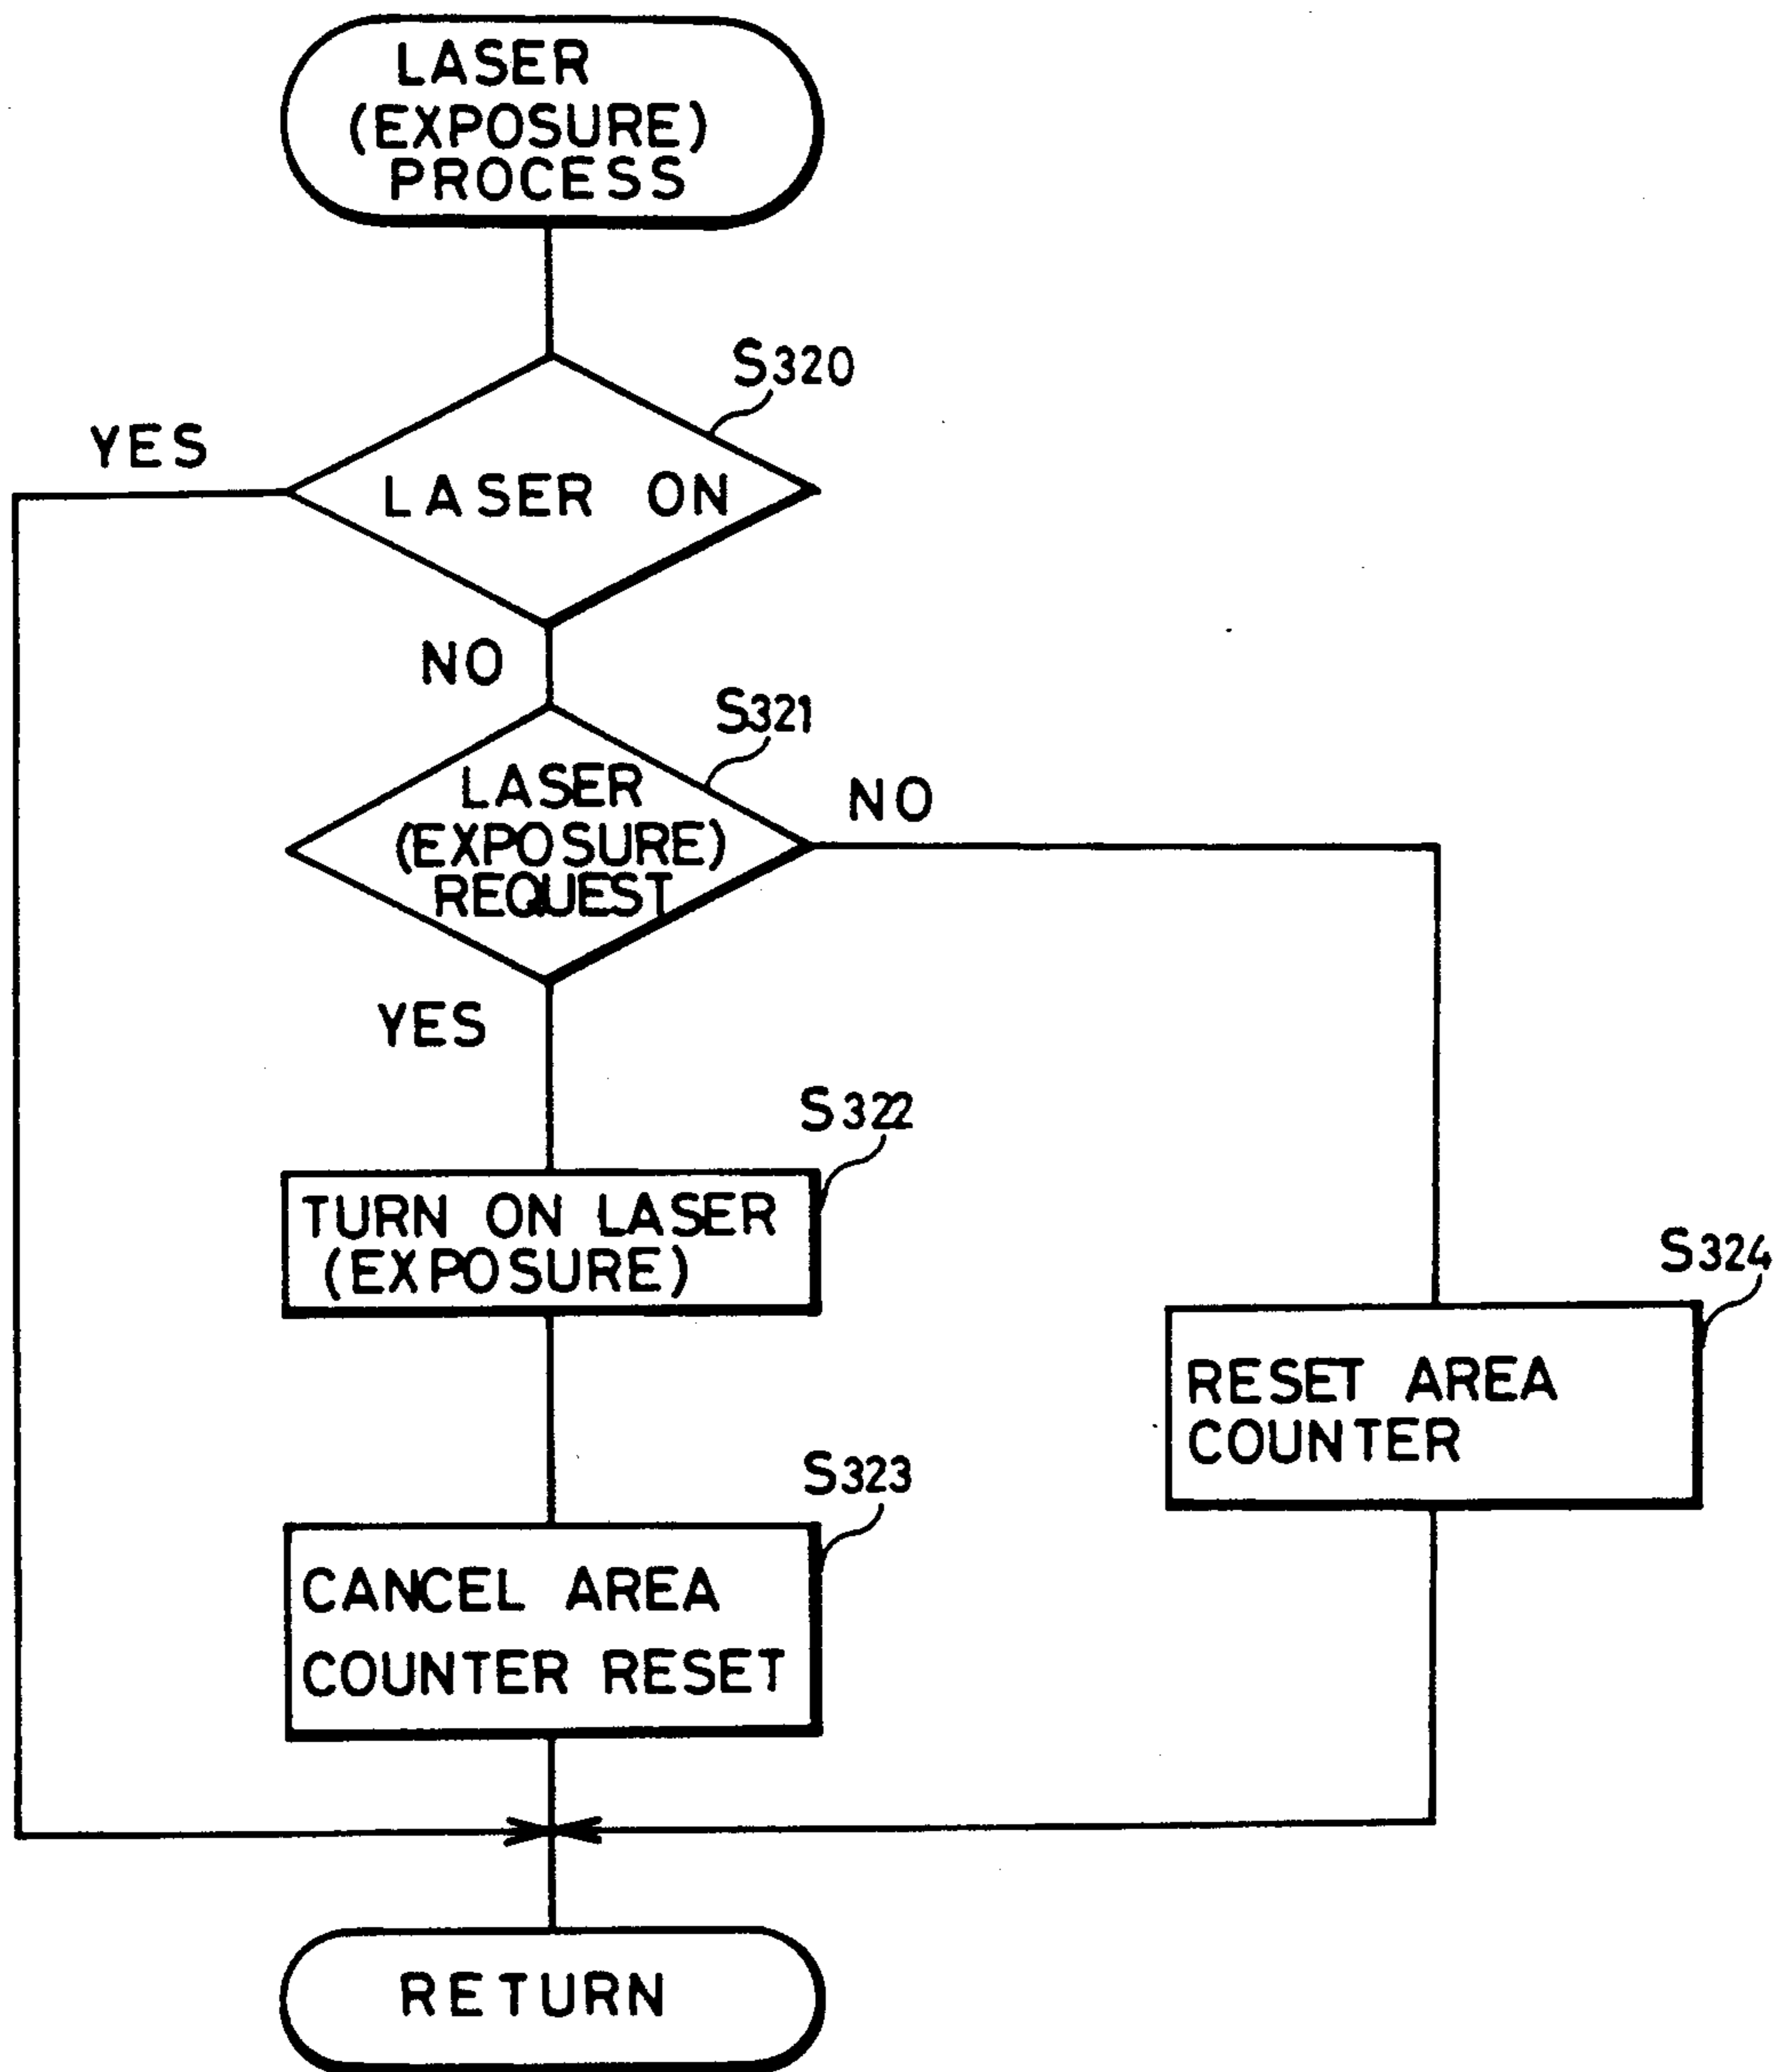 LASER
(EXPOSURE)
PROCESS
S320
YES
LASER ON
NO
S321
LASER
(EXPOSURE)
REQUEST
NO
YES
S322
TURN ON LASER
(EXPOSURE)
S324
RESET AREA
COUNTER
S323
CANCEL AREA
COUNTER RESET
RETURN